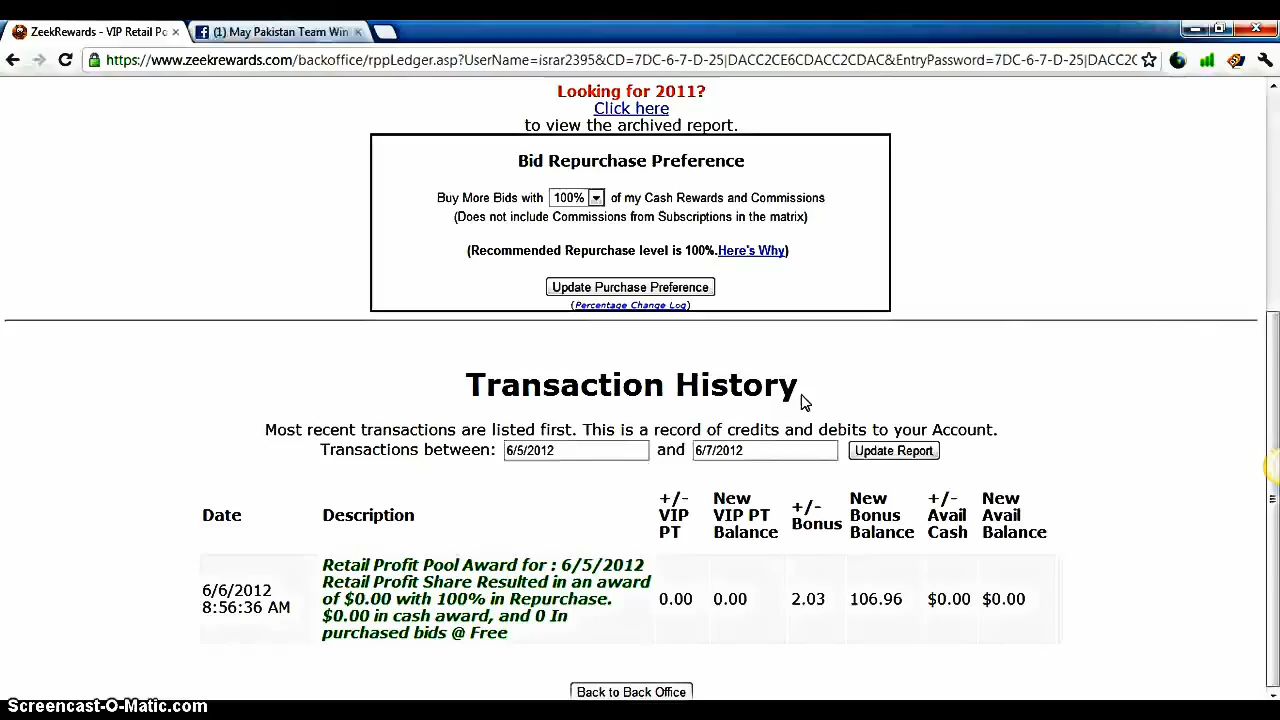 ZeekRewards - VIP Retail Po
(1) May Pakistan Team Win
https://www.zeekrewards.com/backoffice/rppLedger.asp?UserName=israr2395&CD=7DC-6-7-D-25|DACC2CE6CDACC2CDAC&EntryPassword=7DC-6-7-D-25|DACC2C
Looking for 2011?
Click here
to view the archived report.
Bid Repurchase Preference
Buy More Bids with 100% of my Cash Rewards and Commissions
(Does not include Commissions from Subscriptions in the matrix)
(Recommended Repurchase level is 100%.Here's Why)
Update Purchase Preference
(Percentage Change Log)
Transaction History
Most recent transactions are listed first. This is a record of credits and debits to your Account.
Transactions between: 6/5/2012 and 6/7/2012 Update Report
Date Description +/- VIP PT New VIP PT Balance +/- Bonus New Bonus Balance +/- Avail Cash New Avail Balance
6/6/2012 8:56:36 AM
Retail Profit Pool Award for : 6/5/2012
Retail Profit Share Resulted in an award
of $0.00 with 100% in Repurchase.
$0.00 in cash award, and 0 In
purchased bids @ Free
0.00 0.00 2.03 106.96 $0.00 $0.00
Back to Back Office
Screencast-O-Matic.com